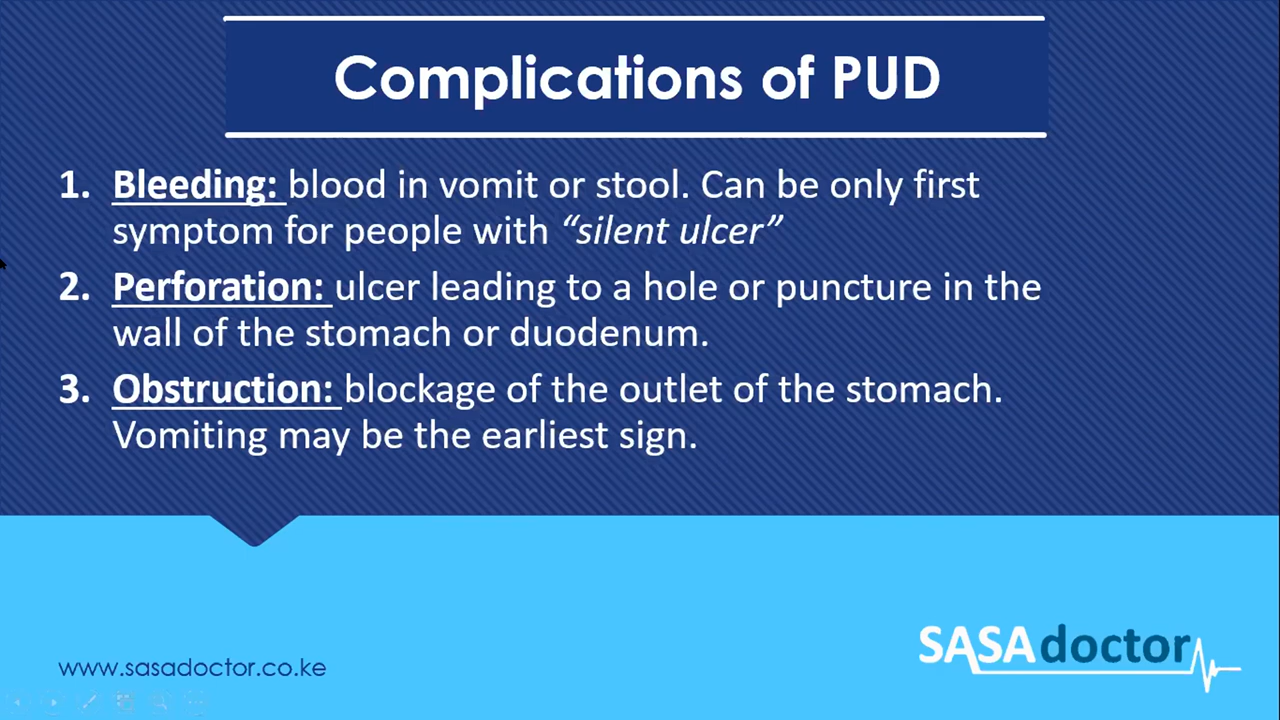 Complications of PUD
1. Bleeding: blood in vomit or stool. Can be only first
symptom for people with “silent ulcer”
2. Perforation: ulcer leading to a hole or puncture in the
wall of the stomach or duodenum.
3. Obstruction: blockage of the outlet of the stomach.
Vomiting may be the earliest sign.
SASAdoctor
www.sasadoctor.co.ke